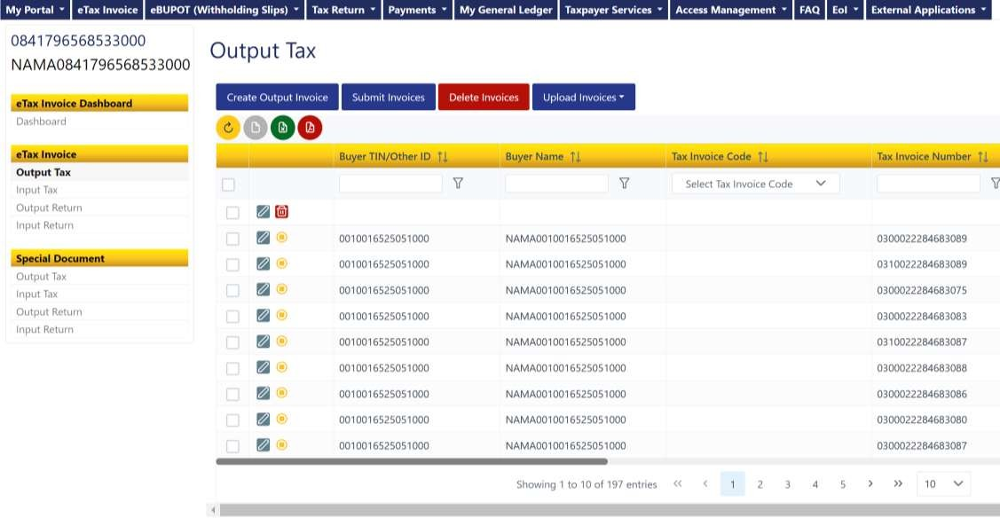 My Portal eTax Invoice eBUPOT (Withholding Slips) Tax Return Payments My General Ledger Taxpayer Services Access Management FAQ EoI External Applications
0841796568533000
NAMA0841796568533000
eTax Invoice Dashboard
Dashboard
eTax Invoice
Output Tax
Input Tax
Output Return
Input Return
Special Document
Output Tax
Input Tax
Output Return
Input Return
Output Tax
Create Output Invoice Submit Invoices Delete Invoices Upload Invoices
Buyer TIN/Other ID Buyer Name Tax Invoice Code Tax Invoice Number
Select Tax Invoice Code
0010016525051000 NAMA0010016525051000 0300022284683089
0010016525051000 NAMA0010016525051000 0310022284683089
0010016525051000 NAMA0010016525051000 0300022284683075
0010016525051000 NAMA0010016525051000 0300022284683083
0010016525051000 NAMA0010016525051000 0310022284683087
0010016525051000 NAMA0010016525051000 0300022284683088
0010016525051000 NAMA0010016525051000 0300022284683086
0010016525051000 NAMA0010016525051000 0300022284683080
0010016525051000 NAMA0010016525051000 0300022284683087
Showing 1 to 10 of 197 entries « ‹ 1 2 3 4 5 › » 10